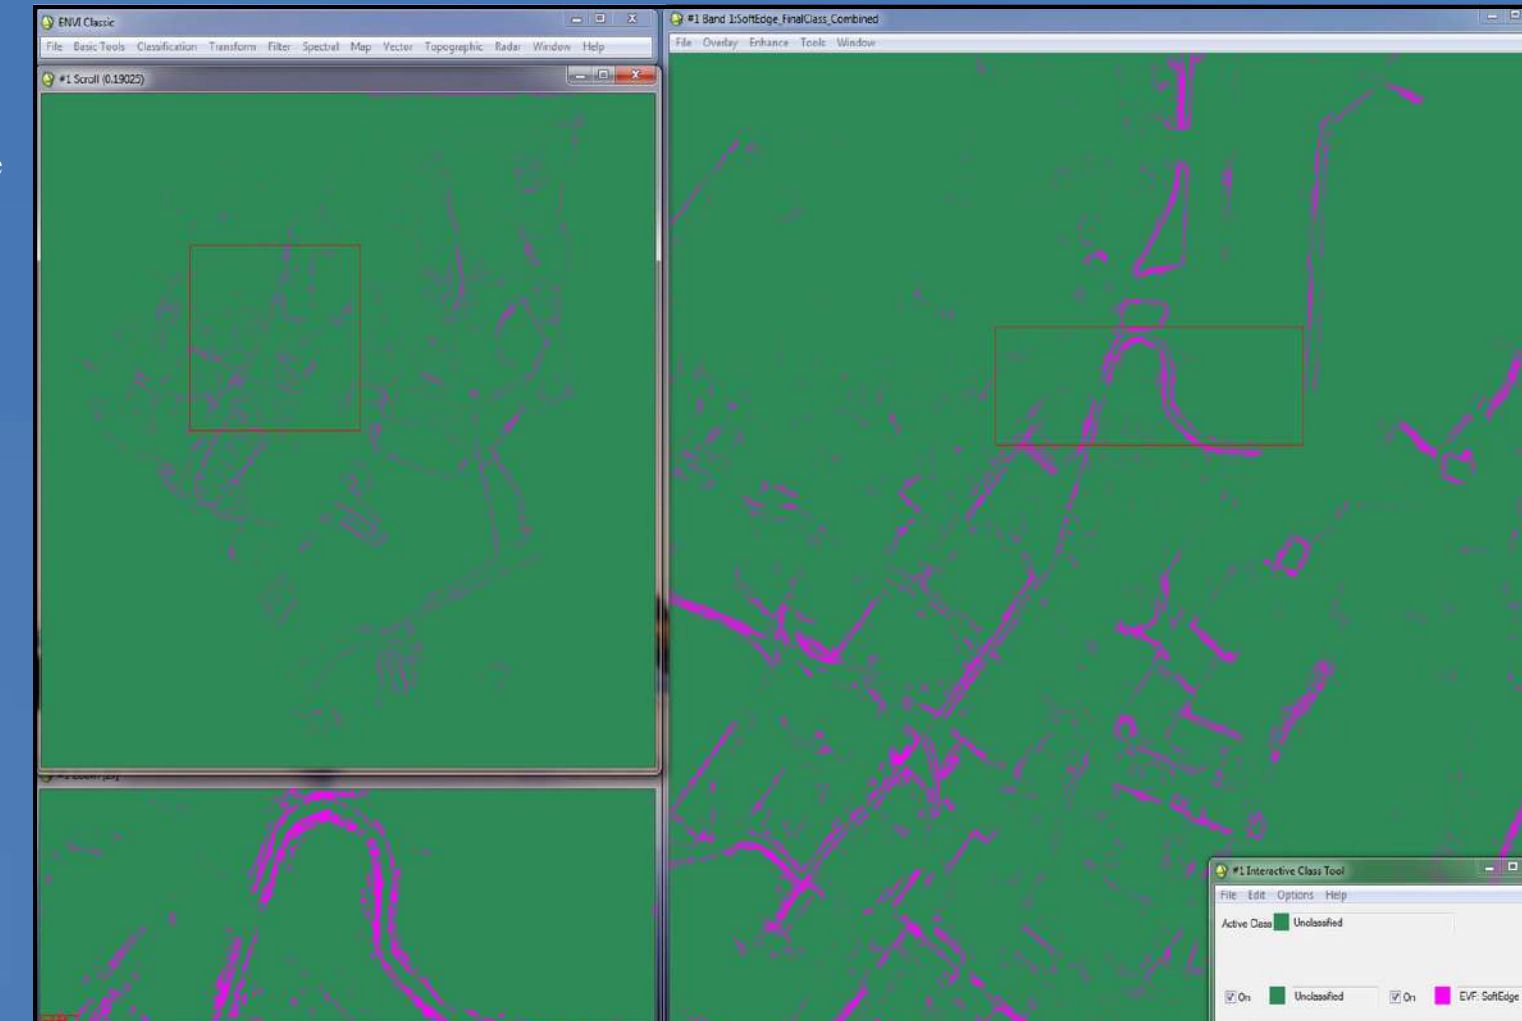 ENVI Classic
File Basic Tools Classification Transform Filter Spectral Map Vector Topographic Radar Window Help
#1 Scroll (0.19025)
#1 Band 1:SoftEdge_FinalClass_Combined
File Overlay Enhance Tools Window
#1 Interactive Class Tool
File Edit Options Help
Active Class Unclassified
On Unclassified On EVF: SoftEdge